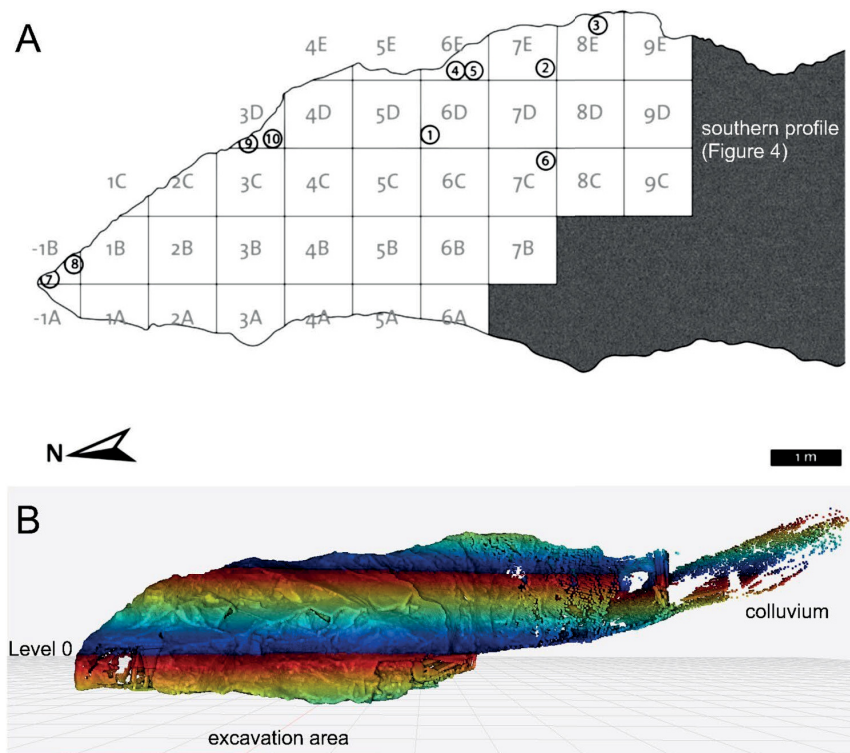 A
4E 5E 6E 7E 8E 9E
3
4 5 2
3D 4D 5D 6D 7D 8D 9D
9 10 1
southern profile
(Figure 4)
6
1C 2C 3C 4C 5C 6C 7C 8C 9C
-1B 1B 2B 3B 4B 5B 6B 7B
7 8
-1A 1A 2A 3A 4A 5A 6A
N
1 m
B
Level 0
colluvium
excavation area